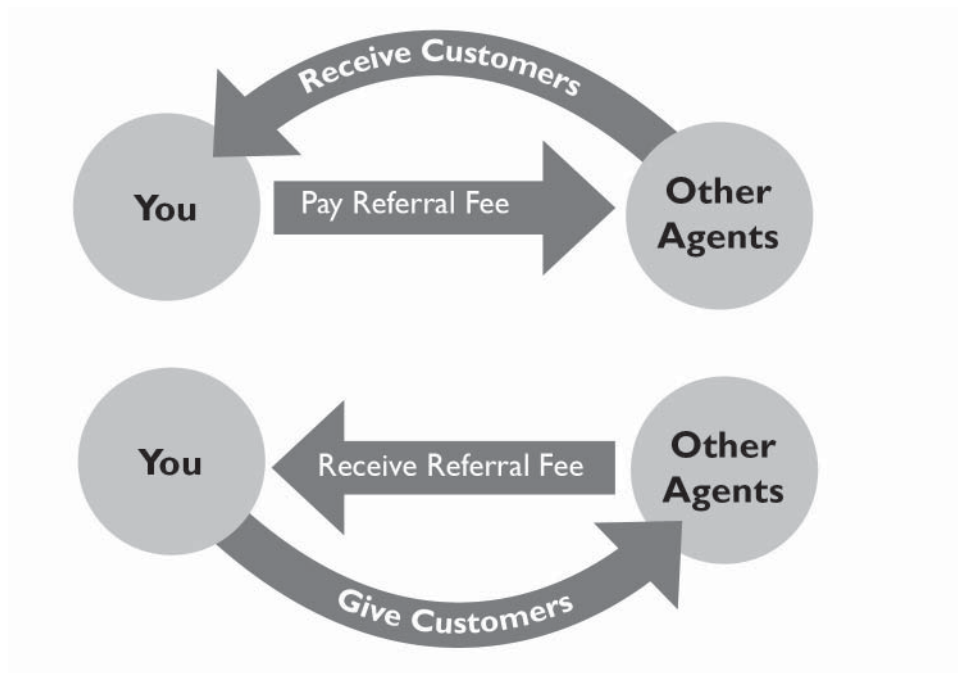 Receive Customers
You
Pay Referral Fee
Other
Agents
You
Receive Referral Fee
Other
Agents
Give Customers